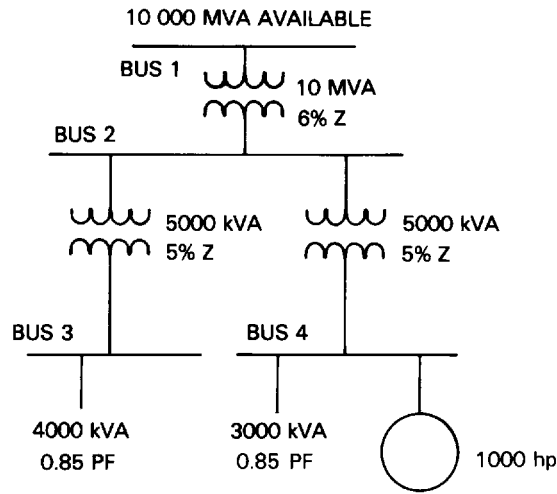 10 000 MVA AVAILABLE
BUS 1
10 MVA
6% Z
BUS 2
5000 kVA
5% Z
5000 kVA
5% Z
BUS 3
BUS 4
4000 kVA
0.85 PF
3000 kVA
0.85 PF
1000 hp